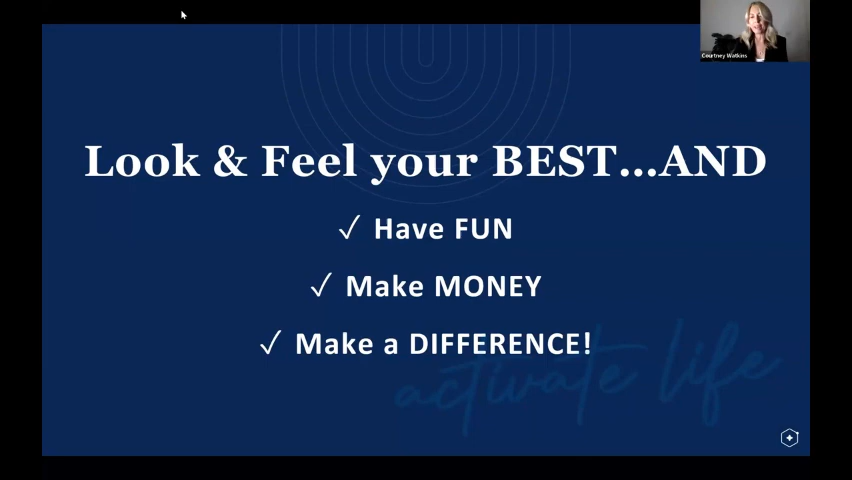 Courtney Watkins
Look & Feel your BEST...AND
✓ Have FUN
✓ Make MONEY
✓ Make a DIFFERENCE!
activate life